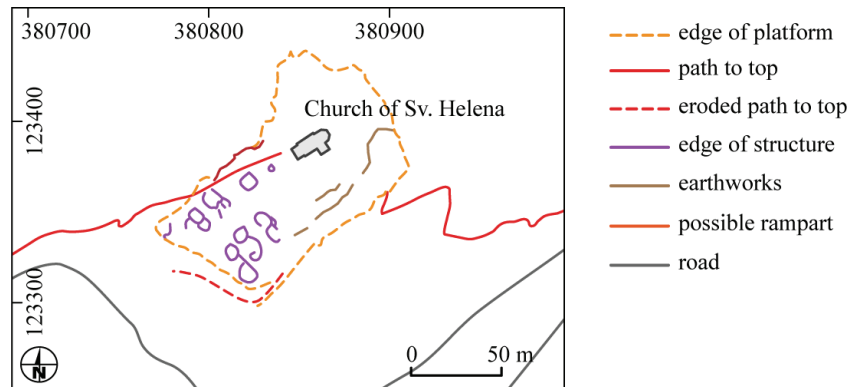 380700 380800 380900
123400
123300
Church of Sv. Helena
N
0 50 m
edge of platform
path to top
eroded path to top
edge of structure
earthworks
possible rampart
road